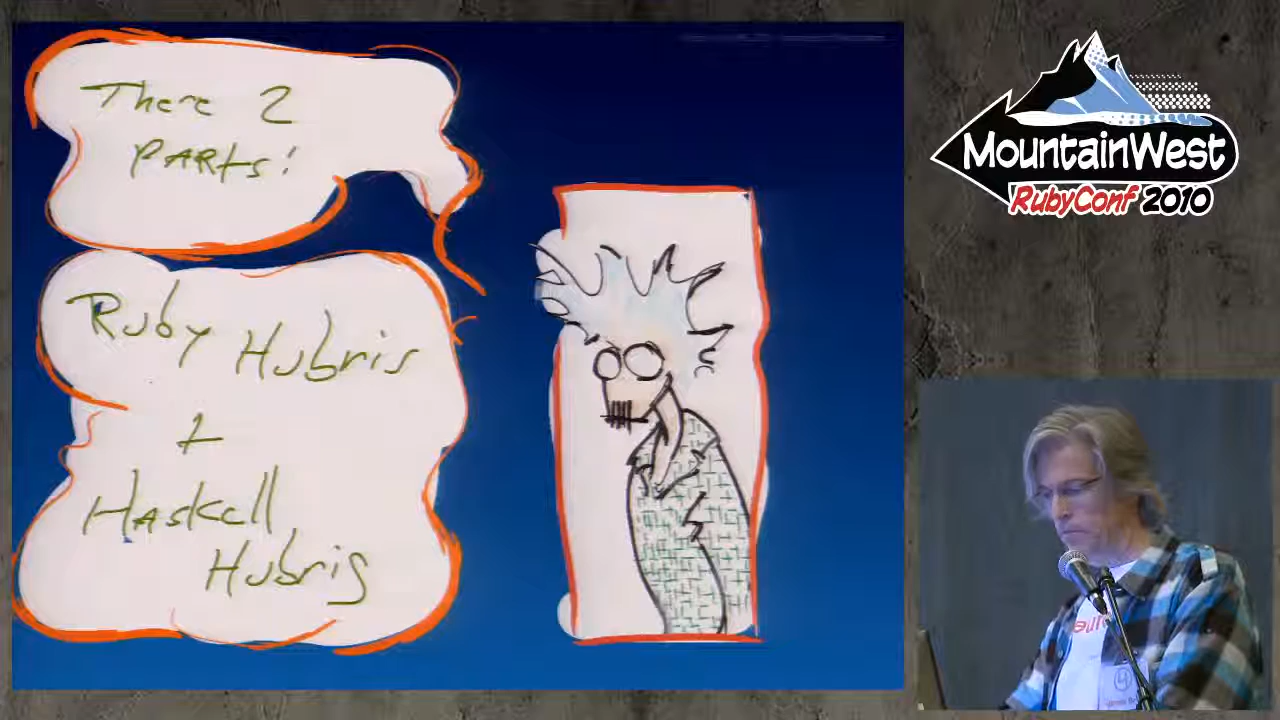 There 2
PARts!
Ruby Hubris
+
HAskell
Hubris
MountainWest
RubyConf 2010